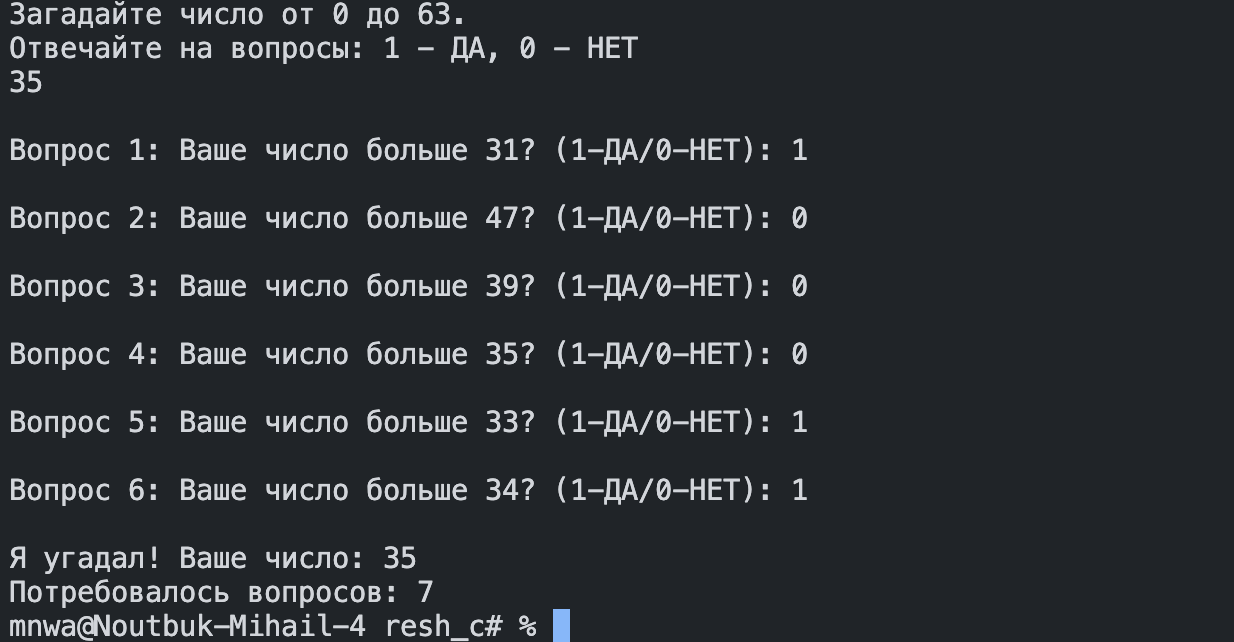 Загадайте число от 0 до 63.
Отвечайте на вопросы: 1 - ДА, 0 - НЕТ
35
Вопрос 1: Ваше число больше 31? (1-ДА/0-НЕТ): 1
Вопрос 2: Ваше число больше 47? (1-ДА/0-НЕТ): 0
Вопрос 3: Ваше число больше 39? (1-ДА/0-НЕТ): 0
Вопрос 4: Ваше число больше 35? (1-ДА/0-НЕТ): 0
Вопрос 5: Ваше число больше 33? (1-ДА/0-НЕТ): 1
Вопрос 6: Ваше число больше 34? (1-ДА/0-НЕТ): 1
Я угадал! Ваше число: 35
Потребовалось вопросов: 7
mnwa@Noutbuk-Mihail-4 resh_c# %